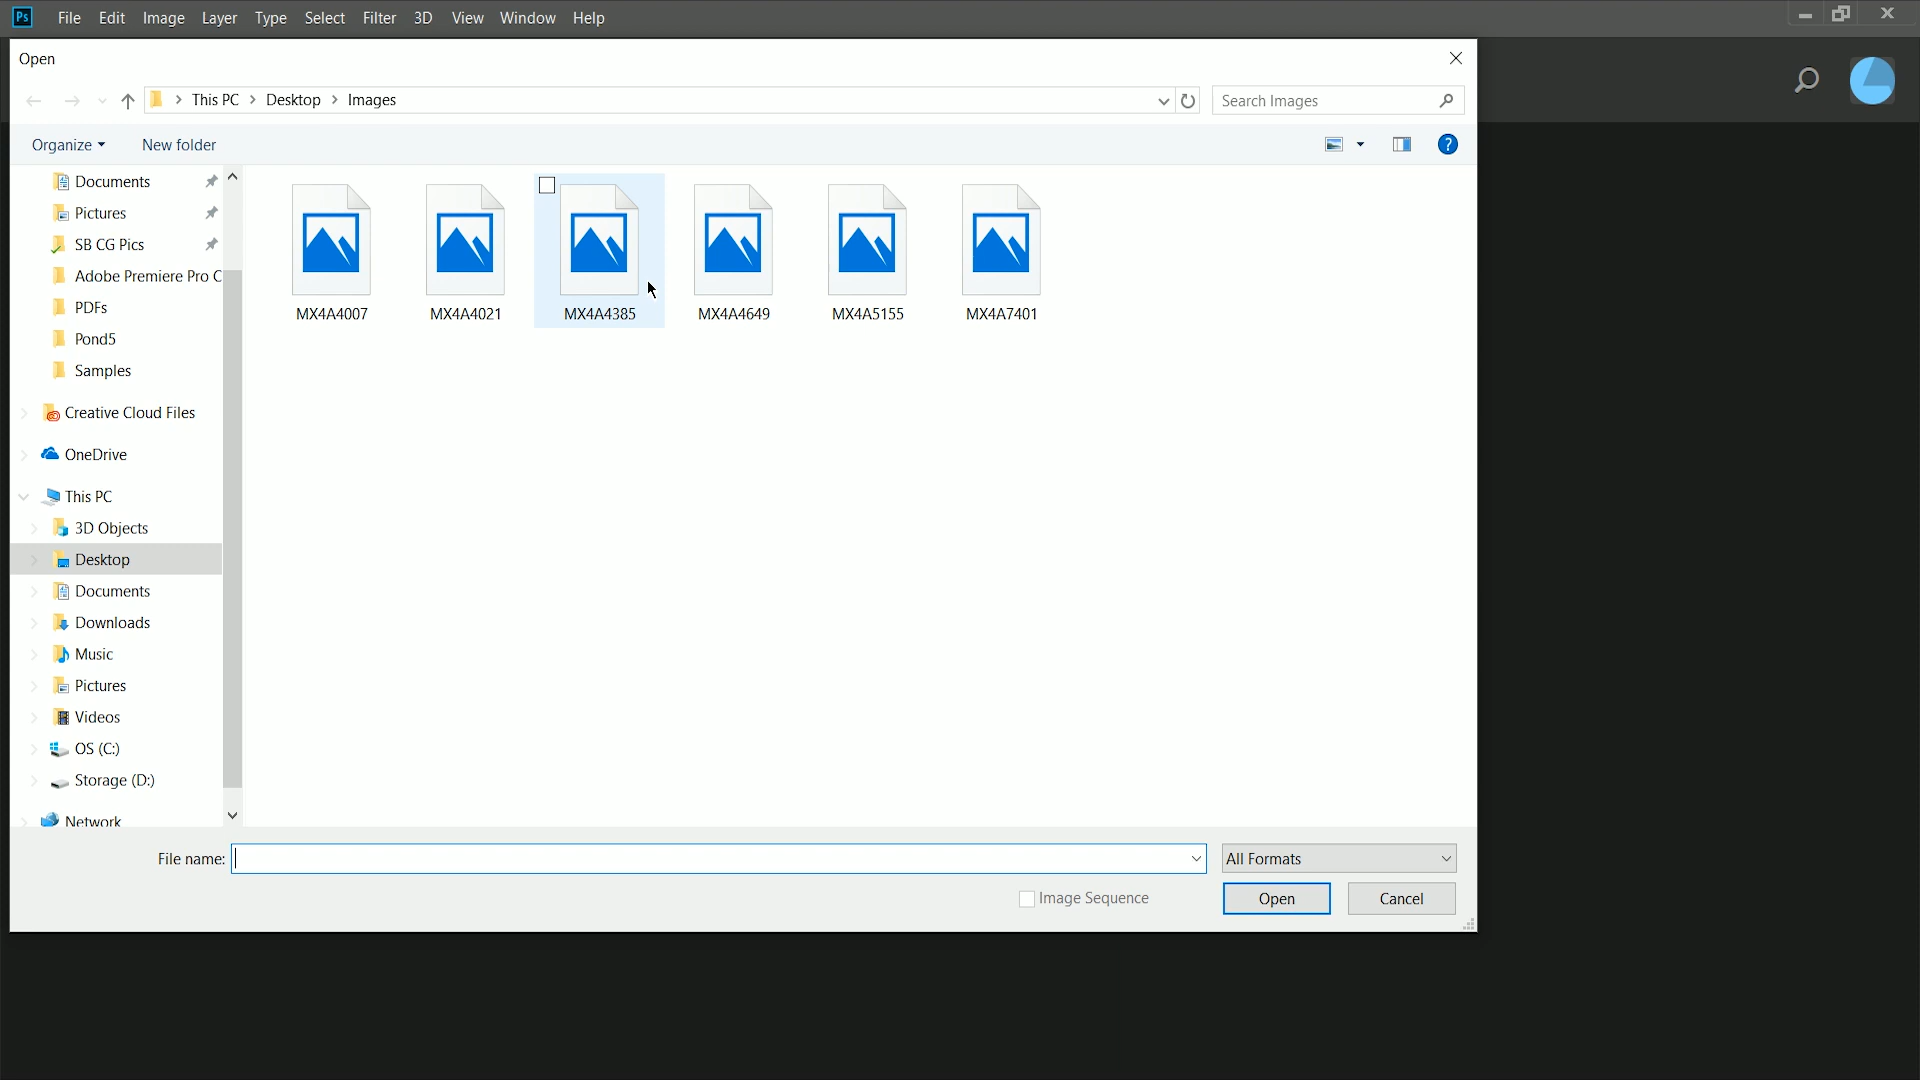 Ps File Edit Image Layer Type Select Filter 3D View Window Help
Open
This PC > Desktop > Images
Search Images
Organize
New folder
?
Documents
Pictures
SB CG Pics
Adobe Premiere Pro C
PDFs
Pond5
Samples
Creative Cloud Files
OneDrive
This PC
3D Objects
Desktop
Documents
Downloads
Music
Pictures
Videos
OS (C:)
Storage (D:)
Network
MX4A4007 MX4A4021 MX4A4385 MX4A4649 MX4A5155 MX4A7401
File name:
All Formats
Image Sequence
Open
Cancel